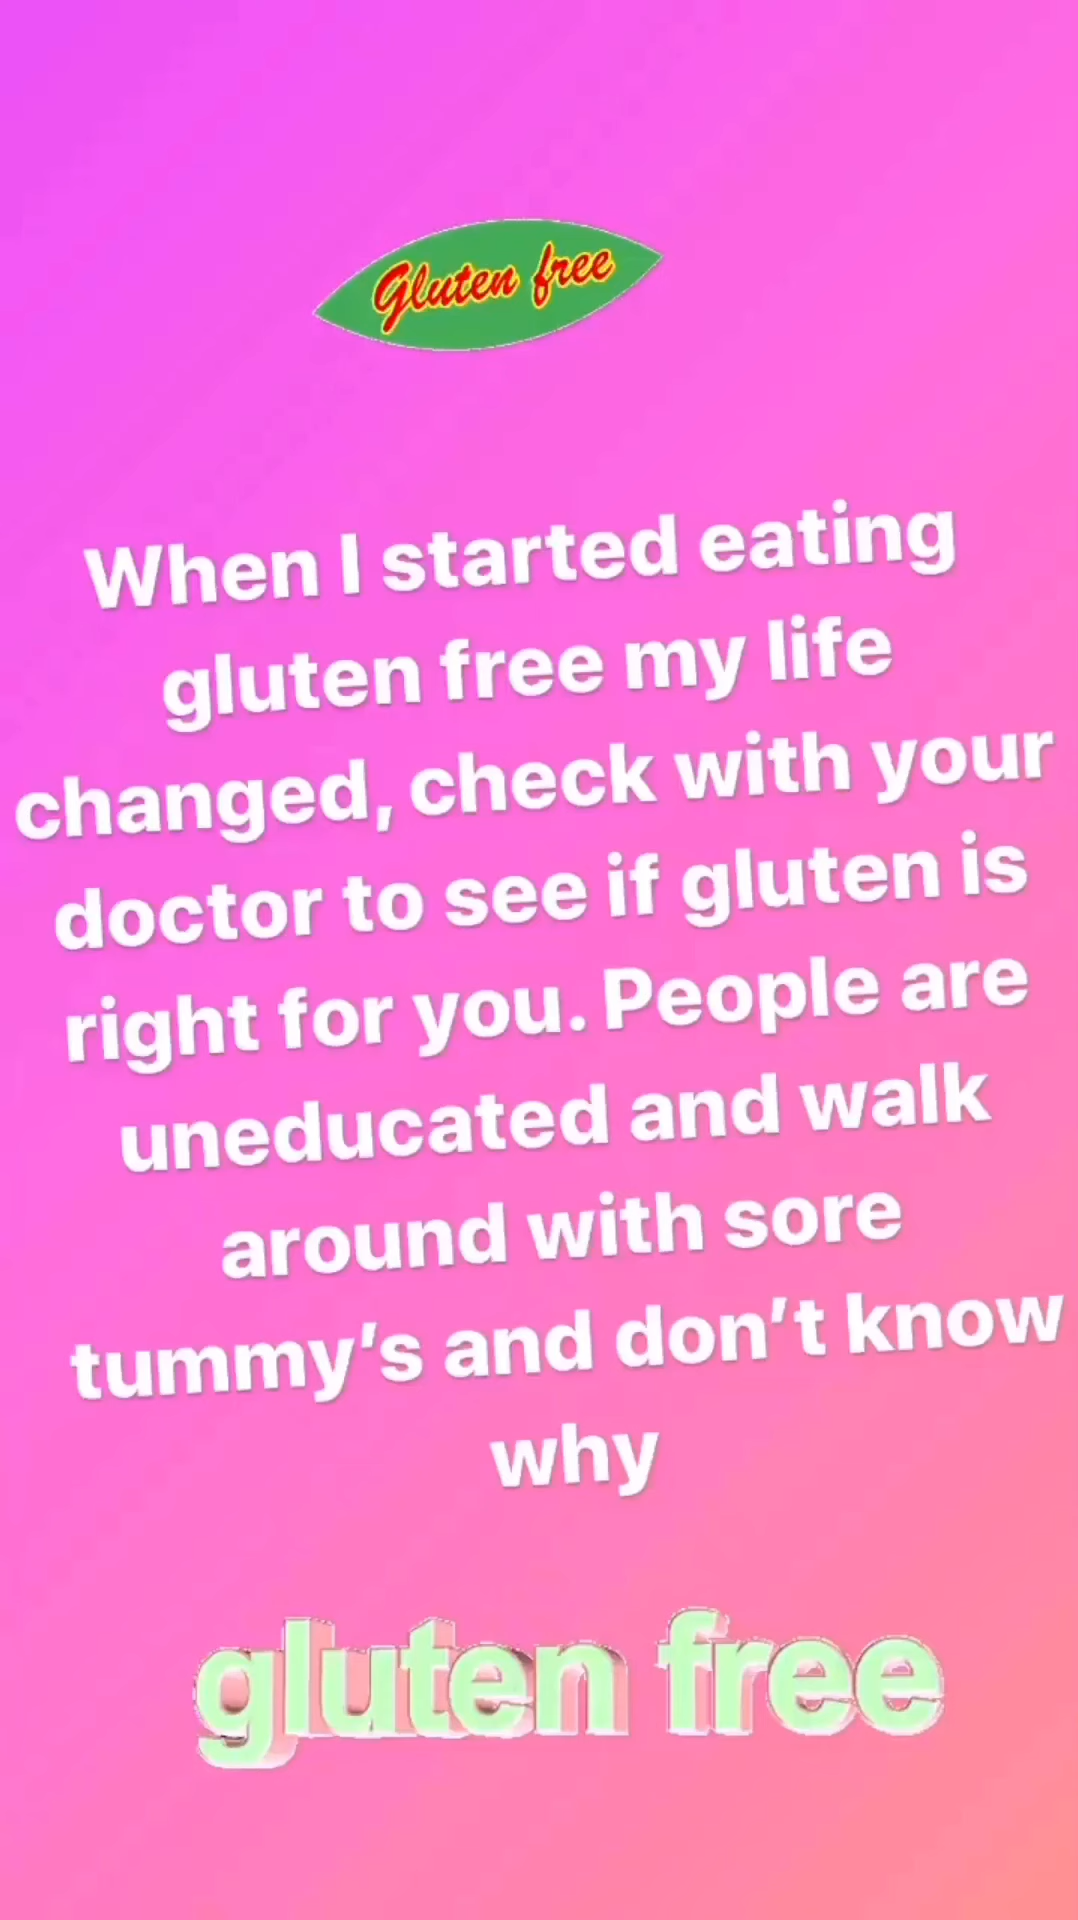 Gluten free
When I started eating
gluten free my life
changed, check with your
doctor to see if gluten is
right for you. People are
uneducated and walk
around with sore
tummy’s and don’t know
why
gluten free